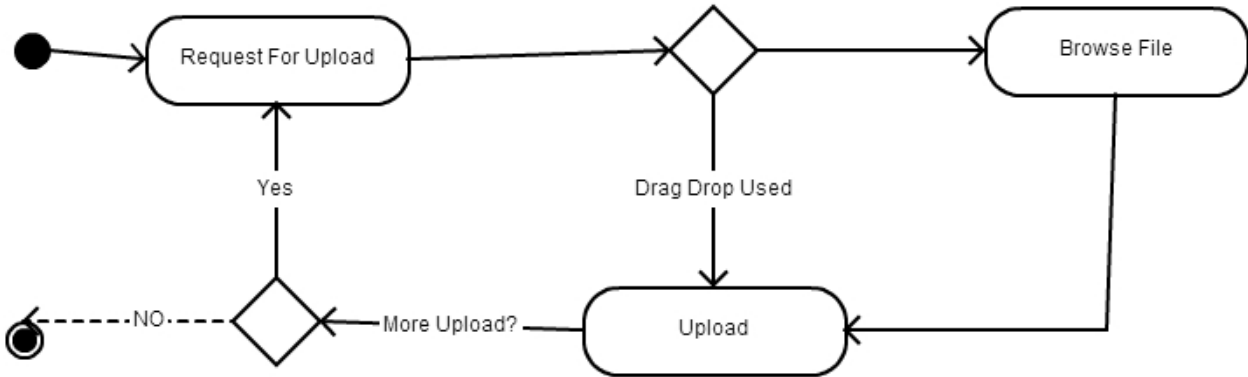 Request For Upload
Browse File
Yes
Drag Drop Used
NO
More Upload?
Upload